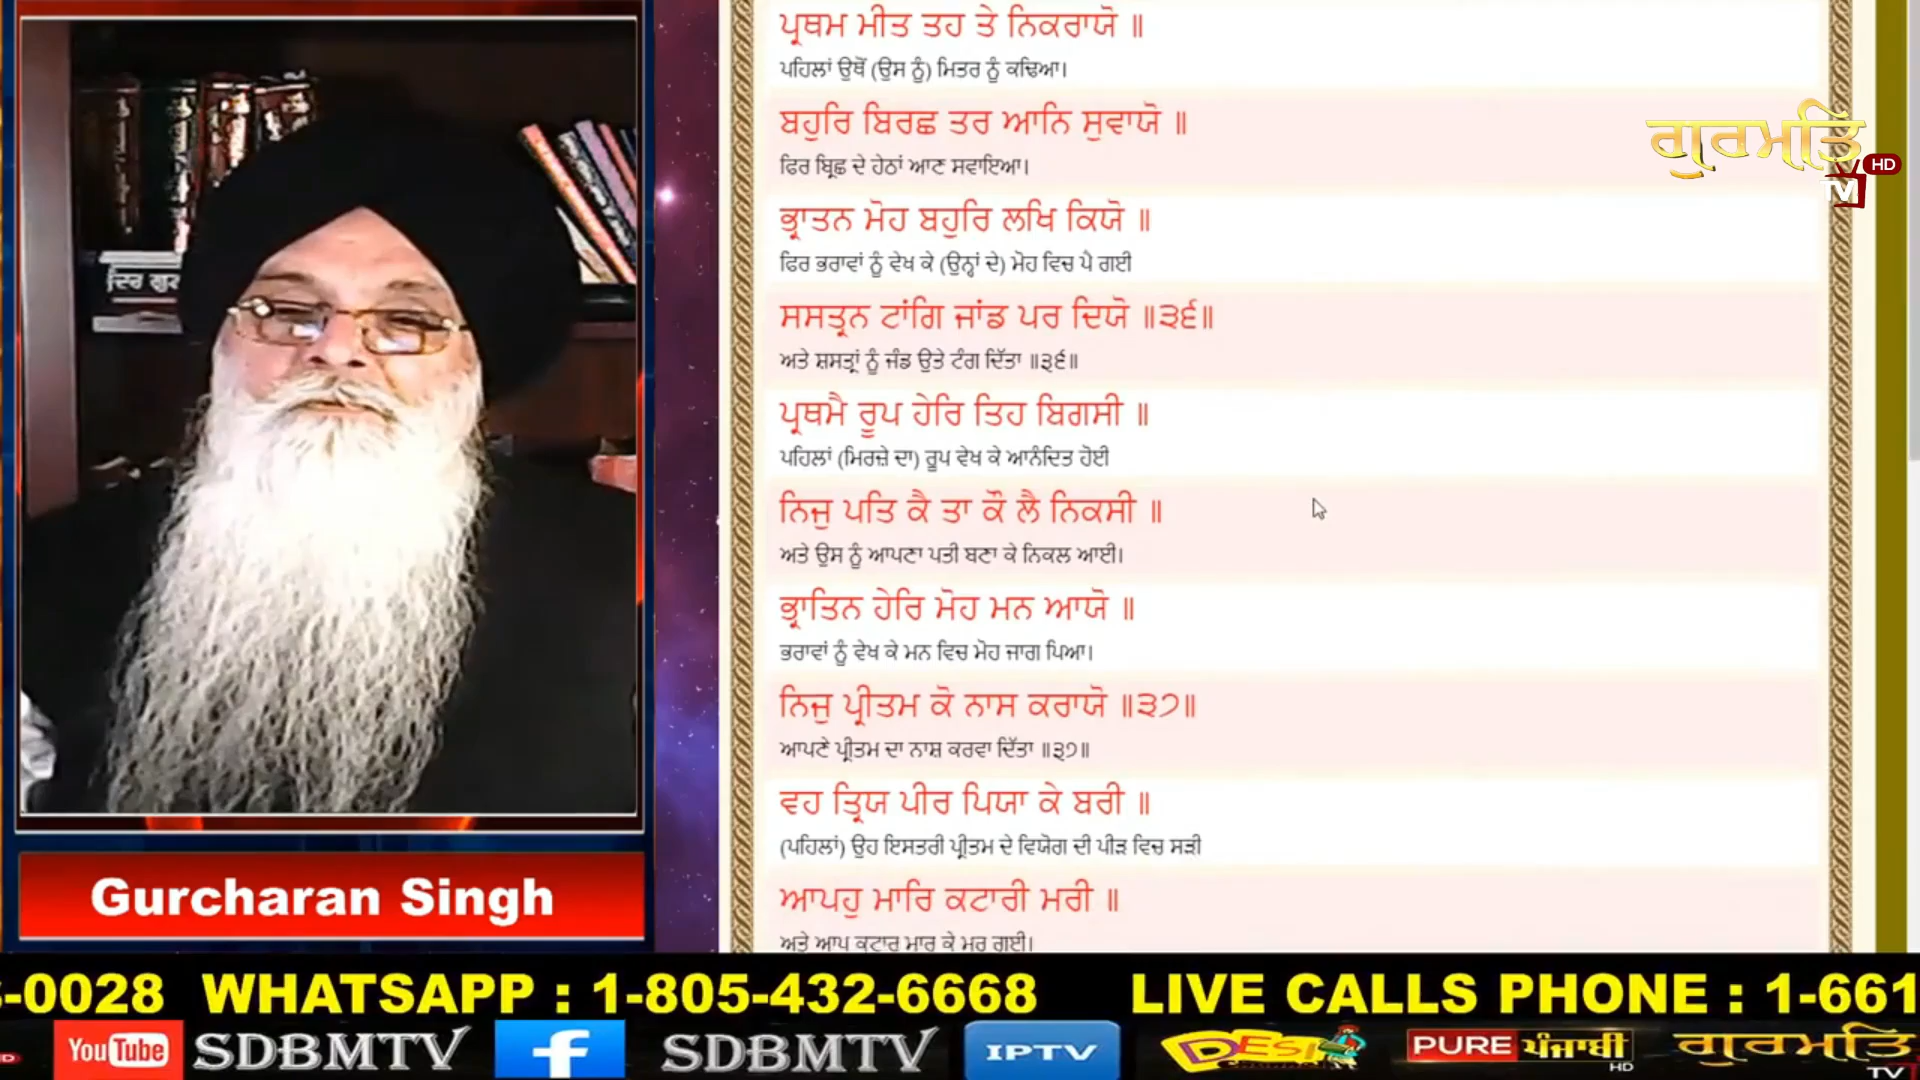 ਪ੍ਰਥਮ ਮੀਤ ਤਹ ਤੇ ਨਿਕਰਾਯੋ ॥
ਪਹਿਲਾਂ ਉਥੋਂ (ਉਸ ਨੂੰ) ਮਿਤਰ ਨੂੰ ਕਢਿਆ।
ਬਹੁਰਿ ਬਿਰਛ ਤਰ ਆਨਿ ਸੁਵਾਯੋ ॥
ਫਿਰ ਬ੍ਰਿਛ ਦੇ ਹੇਠਾਂ ਆਣ ਸਵਾਇਆ।
ਭ੍ਰਾਤਨ ਮੋਹ ਬਹੁਰਿ ਲਖਿ ਕਿਯੋ ॥
ਫਿਰ ਭਰਾਵਾਂ ਨੂੰ ਵੇਖ ਕੇ (ਉਨ੍ਹਾਂ ਦੇ) ਮੋਹ ਵਿਚ ਪੈ ਗਈ
ਸਸਤ੍ਰਨ ਟਾਂਗਿ ਜਾਂਡ ਪਰ ਦਿਯੋ ॥੩੬॥
ਅਤੇ ਸ਼ਸਤ੍ਰਾਂ ਨੂੰ ਜੰਡ ਉਤੇ ਟੰਗ ਦਿੱਤਾ ॥੩੬॥
ਪ੍ਰਥਮੈ ਰੂਪ ਹੇਰਿ ਤਿਹ ਬਿਗਸੀ ॥
ਪਹਿਲਾਂ (ਮਿਰਜ਼ੇ ਦਾ) ਰੂਪ ਵੇਖ ਕੇ ਆਨੰਦਿਤ ਹੋਈ
ਨਿਜੁ ਪਤਿ ਕੈ ਤਾ ਕੌ ਲੈ ਨਿਕਸੀ ॥
ਅਤੇ ਉਸ ਨੂੰ ਆਪਣਾ ਪਤੀ ਬਣਾ ਕੇ ਨਿਕਲ ਆਈ।
ਭ੍ਰਾਤਿਨ ਹੇਰਿ ਮੋਹ ਮਨ ਆਯੋ ॥
ਭਰਾਵਾਂ ਨੂੰ ਵੇਖ ਕੇ ਮਨ ਵਿਚ ਮੋਹ ਜਾਗ ਪਿਆ।
ਨਿਜੁ ਪ੍ਰੀਤਮ ਕੋ ਨਾਸ ਕਰਾਯੋ ॥੩੭॥
ਆਪਣੇ ਪ੍ਰੀਤਮ ਦਾ ਨਾਸ਼ ਕਰਵਾ ਦਿੱਤਾ ॥੩੭॥
ਵਹ ਤ੍ਰਿਯ ਪੀਰ ਪਿਯਾ ਕੇ ਬਰੀ ॥
(ਪਹਿਲਾਂ) ਉਹ ਇਸਤਰੀ ਪ੍ਰੀਤਮ ਦੇ ਵਿਯੋਗ ਦੀ ਪੀੜ ਵਿਚ ਸੜੀ
ਆਪਹੁ ਮਾਰਿ ਕਟਾਰੀ ਮਰੀ ॥
ਅਤੇ ਆਪ ਕਟਾਰ ਮਾਰ ਕੇ ਮਰ ਗਈ।
ਗੁਰਮਤਿ
TV HD
Gurcharan Singh
-0028 WHATSAPP : 1-805-432-6668 LIVE CALLS PHONE : 1-661
YouTube SDBMTV f SDBMTV IPTV DESI PURE ਪੰਜਾਬੀ HD ਗੁਰਮਤਿ TV